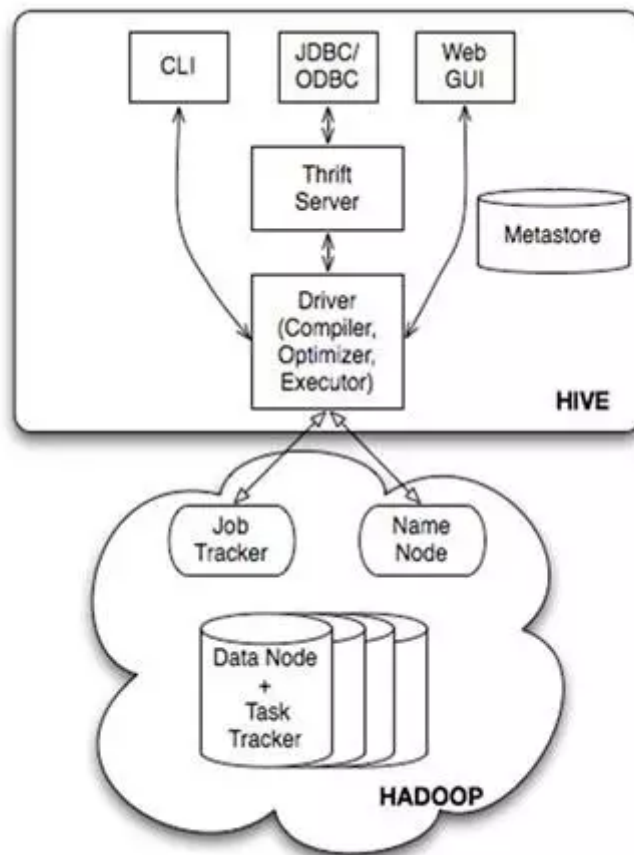 CLI
JDBC/
ODBC
Web
GUI
Thrift
Server
Metastore
Driver
(Compiler,
Optimizer,
Executor)
HIVE
Job
Tracker
Name
Node
Data Node
+
Task
Tracker
HADOOP